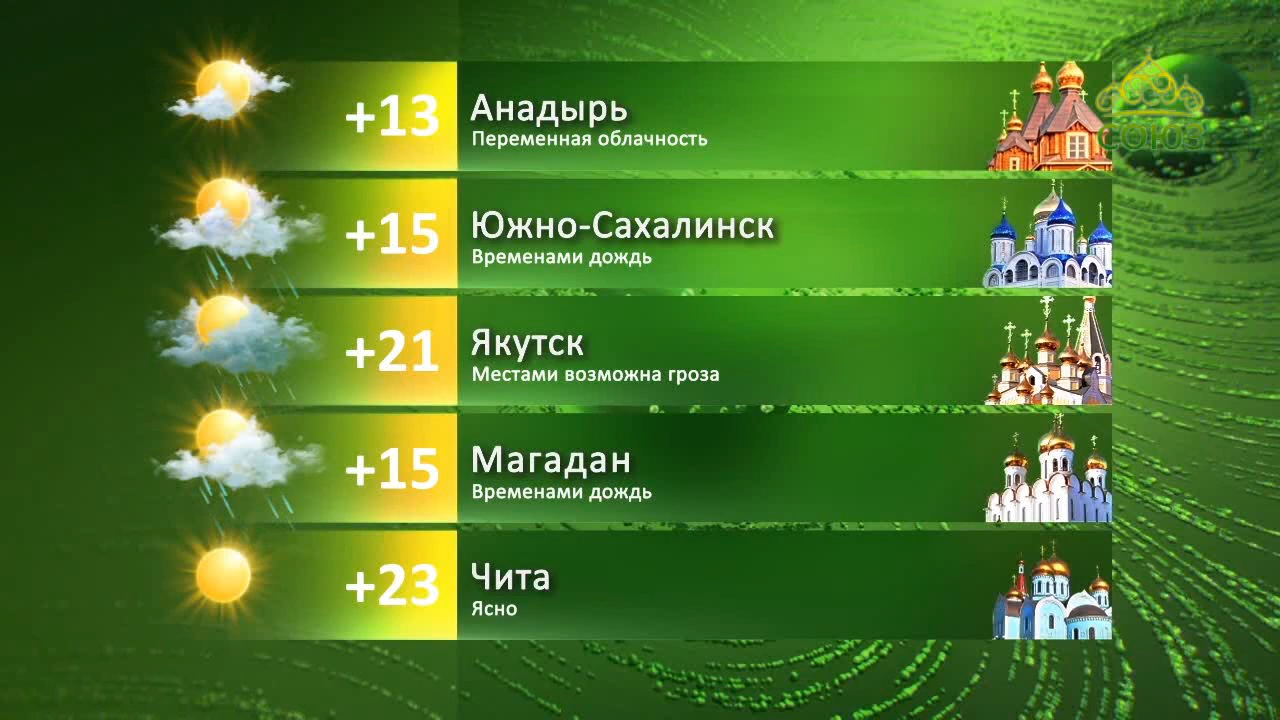 +13
Анадырь
Переменная облачность
СОЮЗ
+15
Южно-Сахалинск
Временами дождь
+21
Якутск
Местами возможна гроза
+15
Магадан
Временами дождь
+23
Чита
Ясно